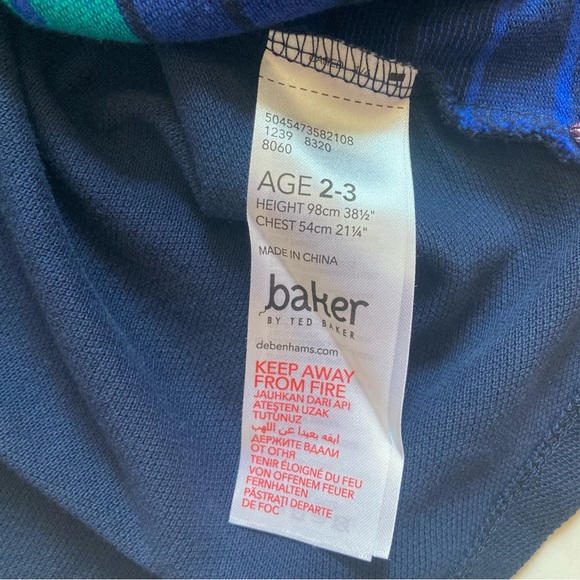 5045473582108
1239 8320
8060
AGE 2-3
HEIGHT 98cm 38½"
CHEST 54cm 21¼"
MADE IN CHINA
baker
BY TED BAKER
debenhams.com
KEEP AWAY
FROM FIRE
JAUHKAN DARI API
ATEŞTEN UZAK
TUTUNUZ
ابقه بعيدا عن اللهب
ДЕРЖИТЕ ВДАЛИ
ОТ ОГНЯ
TENIR ÉLOIGNÉ DU FEU
VON OFFENEM FEUER
FERNHALTEN
PĂSTRAȚI DEPARTE
DE FOC